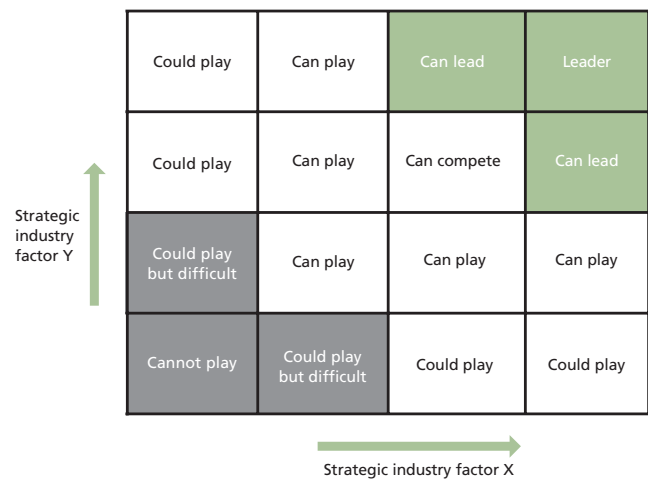 Could play
Can play
Can lead
Leader
Could play
Can play
Can compete
Can lead
Strategic
industry
factor Y
Could play
but difficult
Can play
Can play
Can play
Cannot play
Could play
but difficult
Could play
Could play
Strategic industry factor X